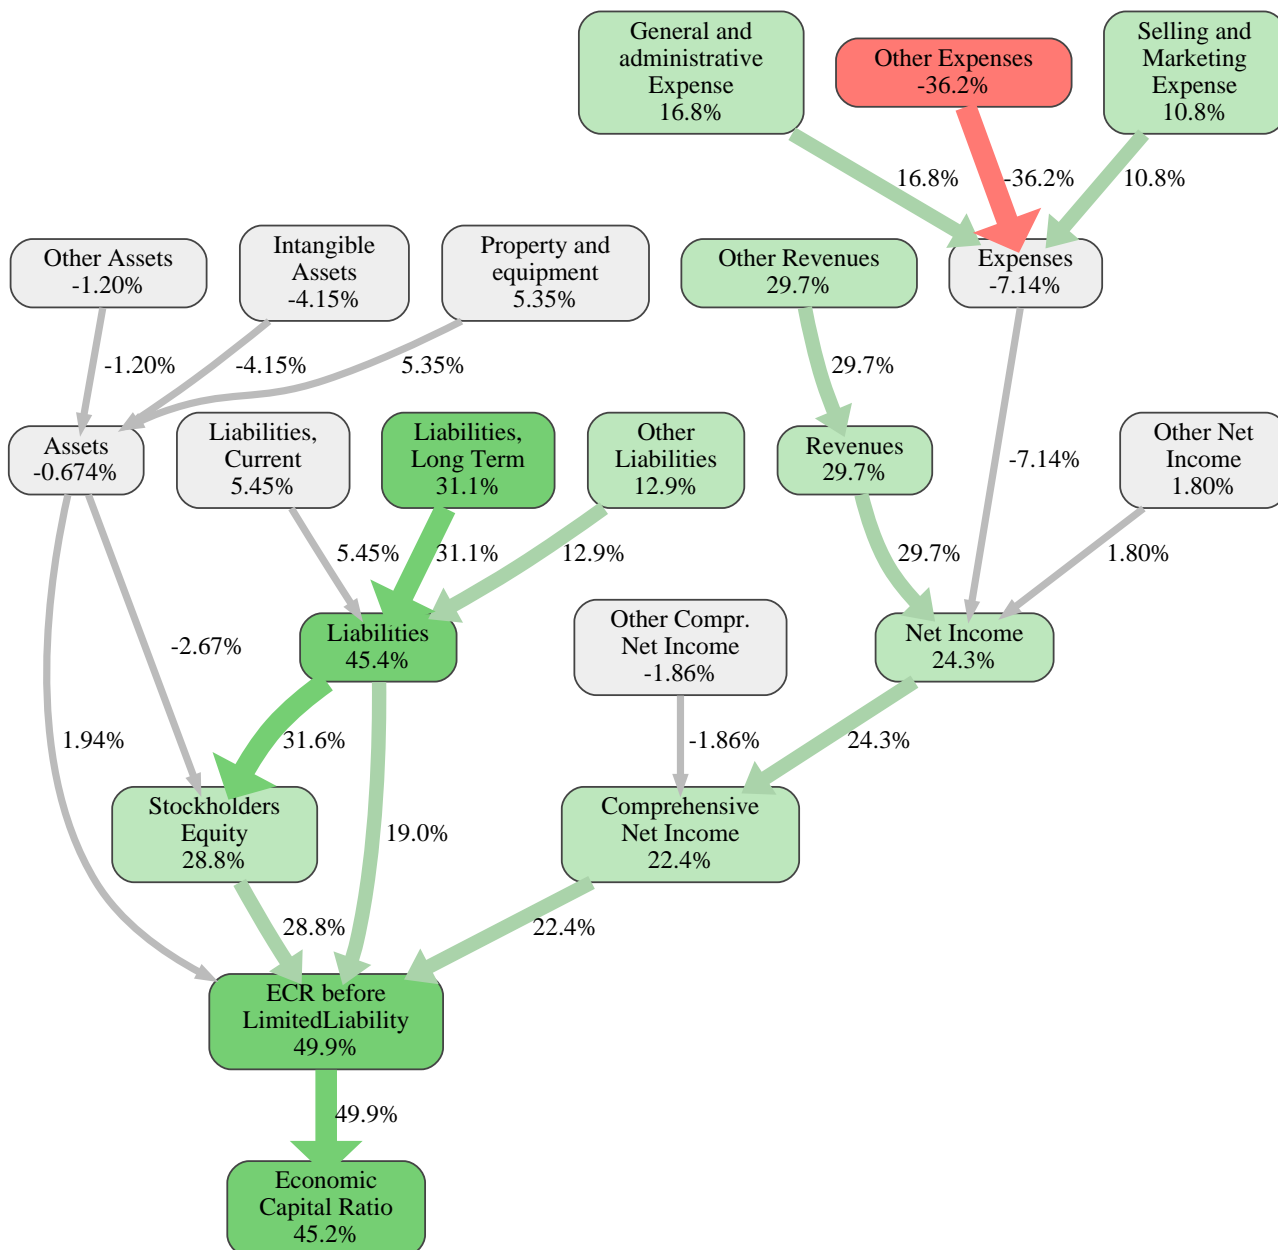 General and
administrative
Expense
16.8%
Other Expenses
-36.2%
Selling and
Marketing
Expense
10.8%
16.8%
-36.2%
10.8%
Other Assets
-1.20%
Intangible
Assets
-4.15%
Property and
equipment
5.35%
Other Revenues
29.7%
Expenses
-7.14%
-1.20%
-4.15%
5.35%
29.7%
Assets
-0.674%
Liabilities,
Current
5.45%
Liabilities,
Long Term
31.1%
Other
Liabilities
12.9%
Revenues
29.7%
-7.14%
Other Net
Income
1.80%
5.45%
31.1%
12.9%
29.7%
1.80%
Liabilities
45.4%
Other Compr.
Net Income
-1.86%
Net Income
24.3%
-2.67%
1.94%
31.6%
-1.86%
24.3%
Stockholders
Equity
28.8%
19.0%
Comprehensive
Net Income
22.4%
28.8%
22.4%
ECR before
LimitedLiability
49.9%
49.9%
Economic
Capital Ratio
45.2%